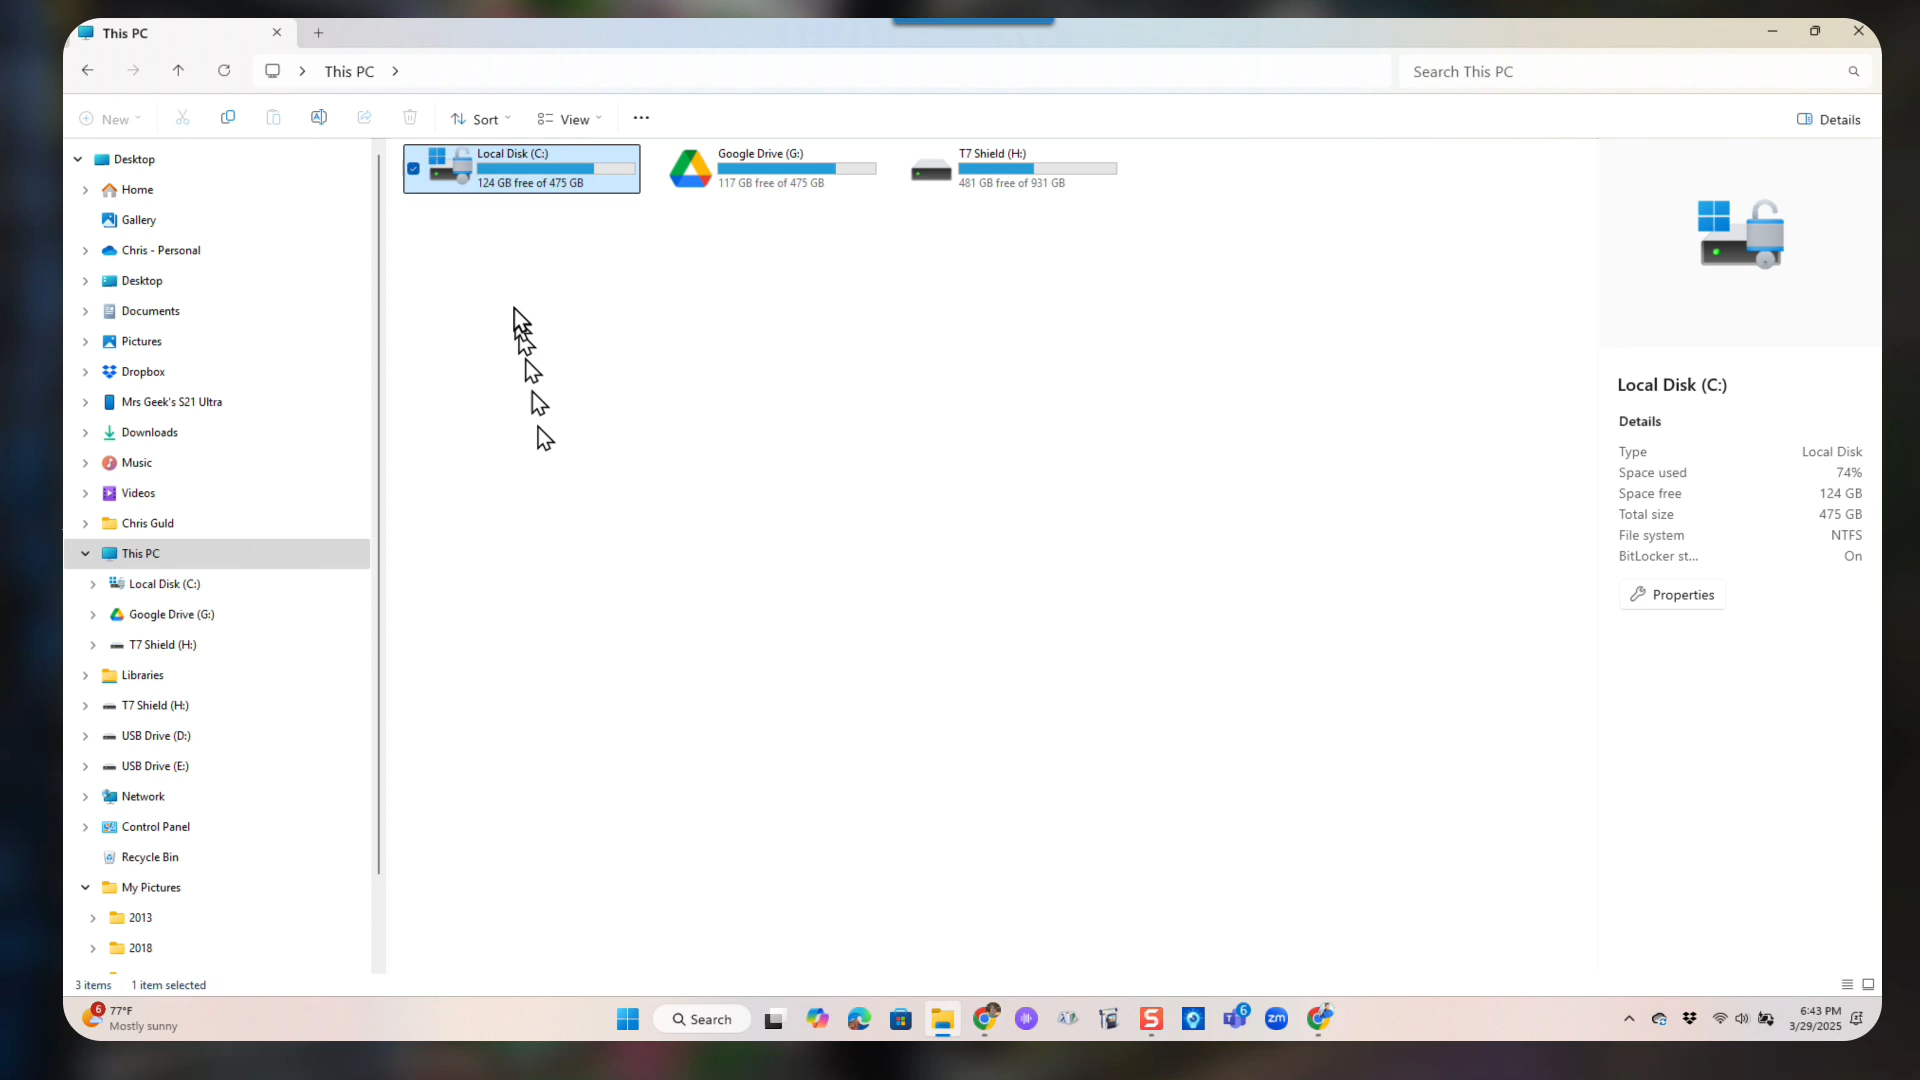 This PC
This PC
Search This PC
New
Sort
View
Details
Desktop
Home
Gallery
Chris - Personal
Desktop
Documents
Pictures
Dropbox
Mrs Geek's S21 Ultra
Downloads
Music
Videos
Chris Guld
This PC
Local Disk (C:)
Google Drive (G:)
T7 Shield (H:)
Libraries
T7 Shield (H:)
USB Drive (D:)
USB Drive (E:)
Network
Control Panel
Recycle Bin
My Pictures
2013
2018
Local Disk (C:)
124 GB free of 475 GB
Google Drive (G:)
117 GB free of 475 GB
T7 Shield (H:)
481 GB free of 931 GB
Local Disk (C:)
Details
Type Local Disk
Space used 74%
Space free 124 GB
Total size 475 GB
File system NTFS
BitLocker st... On
Properties
3 items 1 item selected
6
77°F
Mostly sunny
Search
S
T
6
zm
6:43 PM
3/29/2025